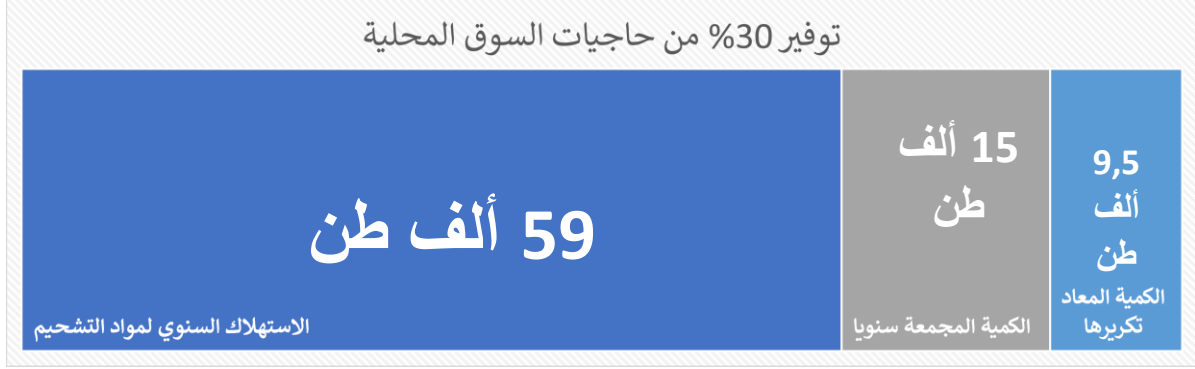 توفير 30% من حاجيات السوق المحلية
9,5
ألف
طن
الكمية المعاد
تكريرها
15 ألف
طن
الكمية المجمعة سنويا
59 ألف طن
الاستهلاك السنوي لمواد التشحيم